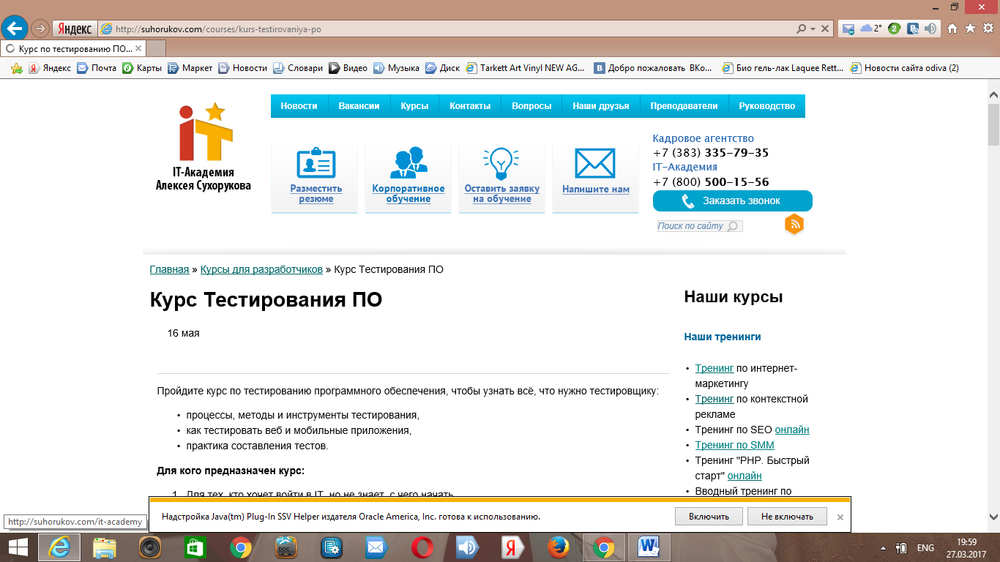 Яндекс
http://suhorukov.com/courses/kurs-testirovaniya-po
2°
2
Курс по тестированию ПО...
Яндекс Почта Карты Маркет Новости Словари Видео Музыка Диск Tarkett Art Vinyl NEW AG... Добро пожаловать ВКо... Био гель-лак Laquee Rett... Новости сайта odiva (2)
IT-Академия
Алексея Сухорукова
Новости Вакансии Курсы Контакты Вопросы Наши друзья Преподаватели Руководство
Разместить
резюме
Корпоративное
обучение
Оставить заявку
на обучение
Напишите нам
Кадровое агентство
+7 (383) 335-79-35
IT-Академия
+7 (800) 500-15-56
Заказать звонок
Поиск по сайту
Главная » Курсы для разработчиков » Курс Тестирования ПО
Курс Тестирования ПО
16 мая
Пройдите курс по тестированию программного обеспечения, чтобы узнать всё, что нужно тестировщику:
• процессы, методы и инструменты тестирования,
• как тестировать веб и мобильные приложения,
• практика составления тестов.
Для кого предназначен курс:
1. Для тех, кто хочет войти в IT, но не знает, с чего начать
Наши курсы
Наши тренинги
• Тренинг по интернет-
маркетингу
• Тренинг по контекстной
рекламе
• Тренинг по SEO онлайн
• Тренинг по SMM
• Тренинг "PHP. Быстрый
старт" онлайн
• Вводный тренинг по
Надстройка Java(tm) Plug-In SSV Helper издателя Oracle America, Inc. готова к использованию.
Включить
Не включать
http://suhorukov.com/it-academy
DOC
ENG
19:59
27.03.2017